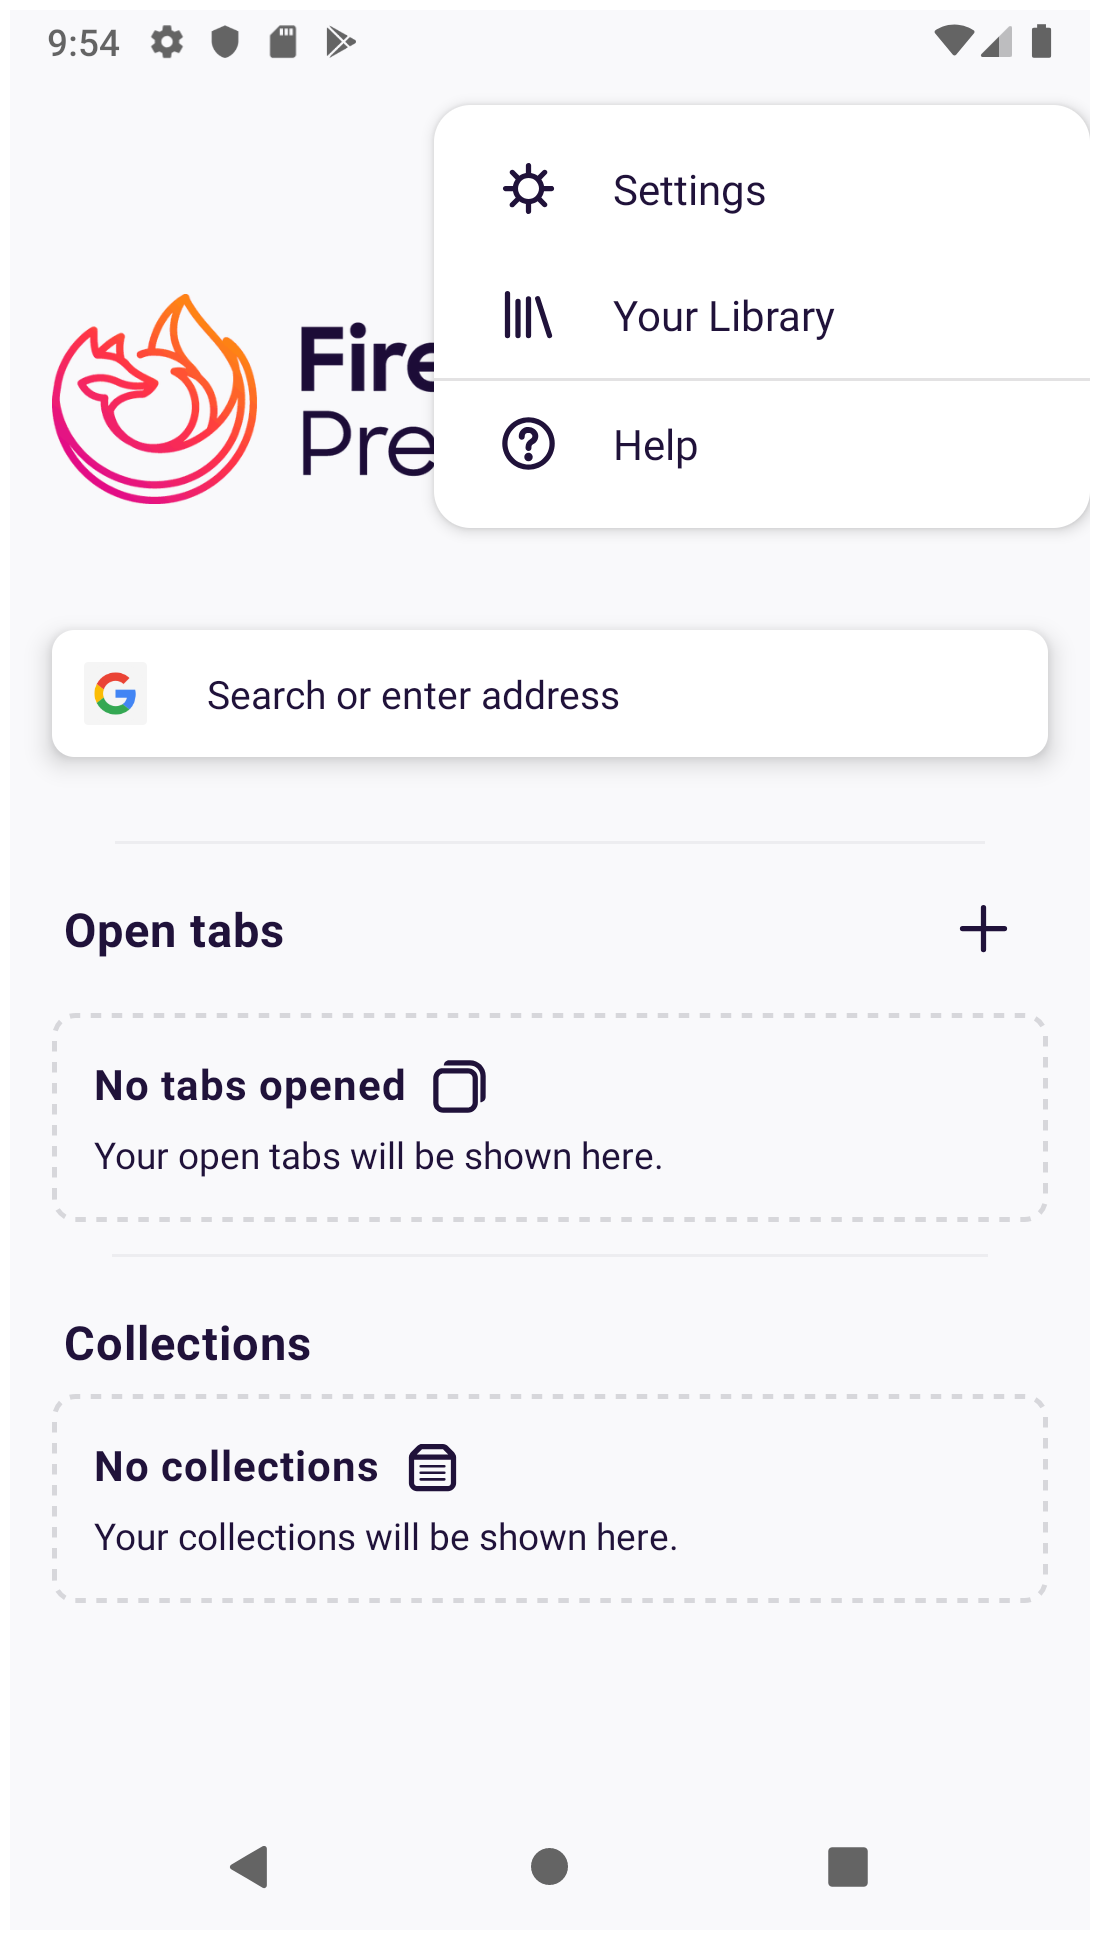 9:54
Settings
Your Library
Help
Fire
Pre
Search or enter address
Open tabs
No tabs opened
Your open tabs will be shown here.
Collections
No collections
Your collections will be shown here.